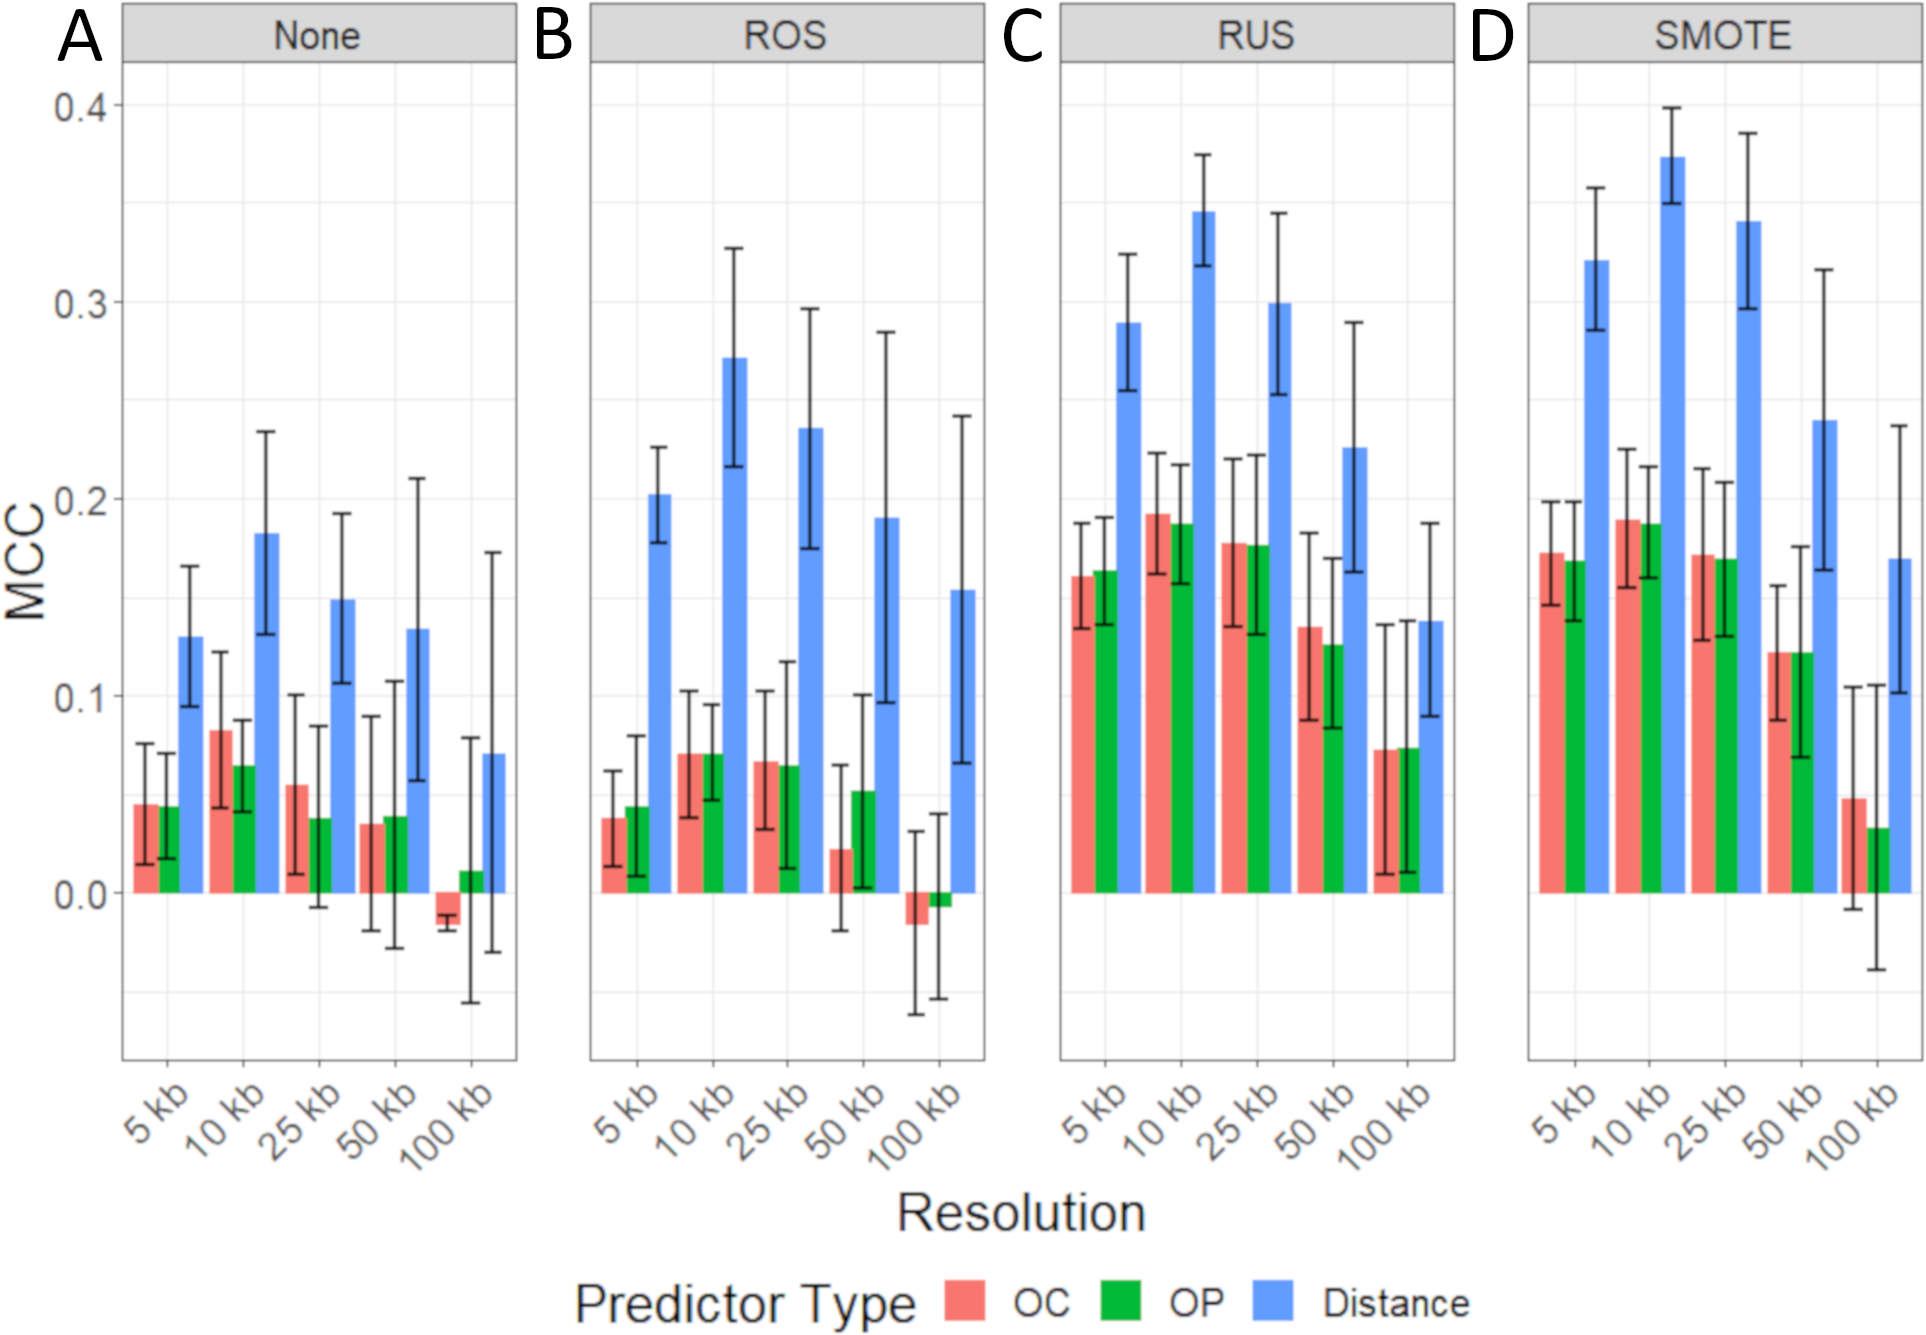 A None B ROS C RUS D SMOTE
0.4
0.3
0.2
0.1
0.0
MCC
5 kb 10 kb 25 kb 50 kb 100 kb 5 kb 10 kb 25 kb 50 kb 100 kb 5 kb 10 kb 25 kb 50 kb 100 kb 5 kb 10 kb 25 kb 50 kb 100 kb
Resolution
Predictor Type OC OP Distance